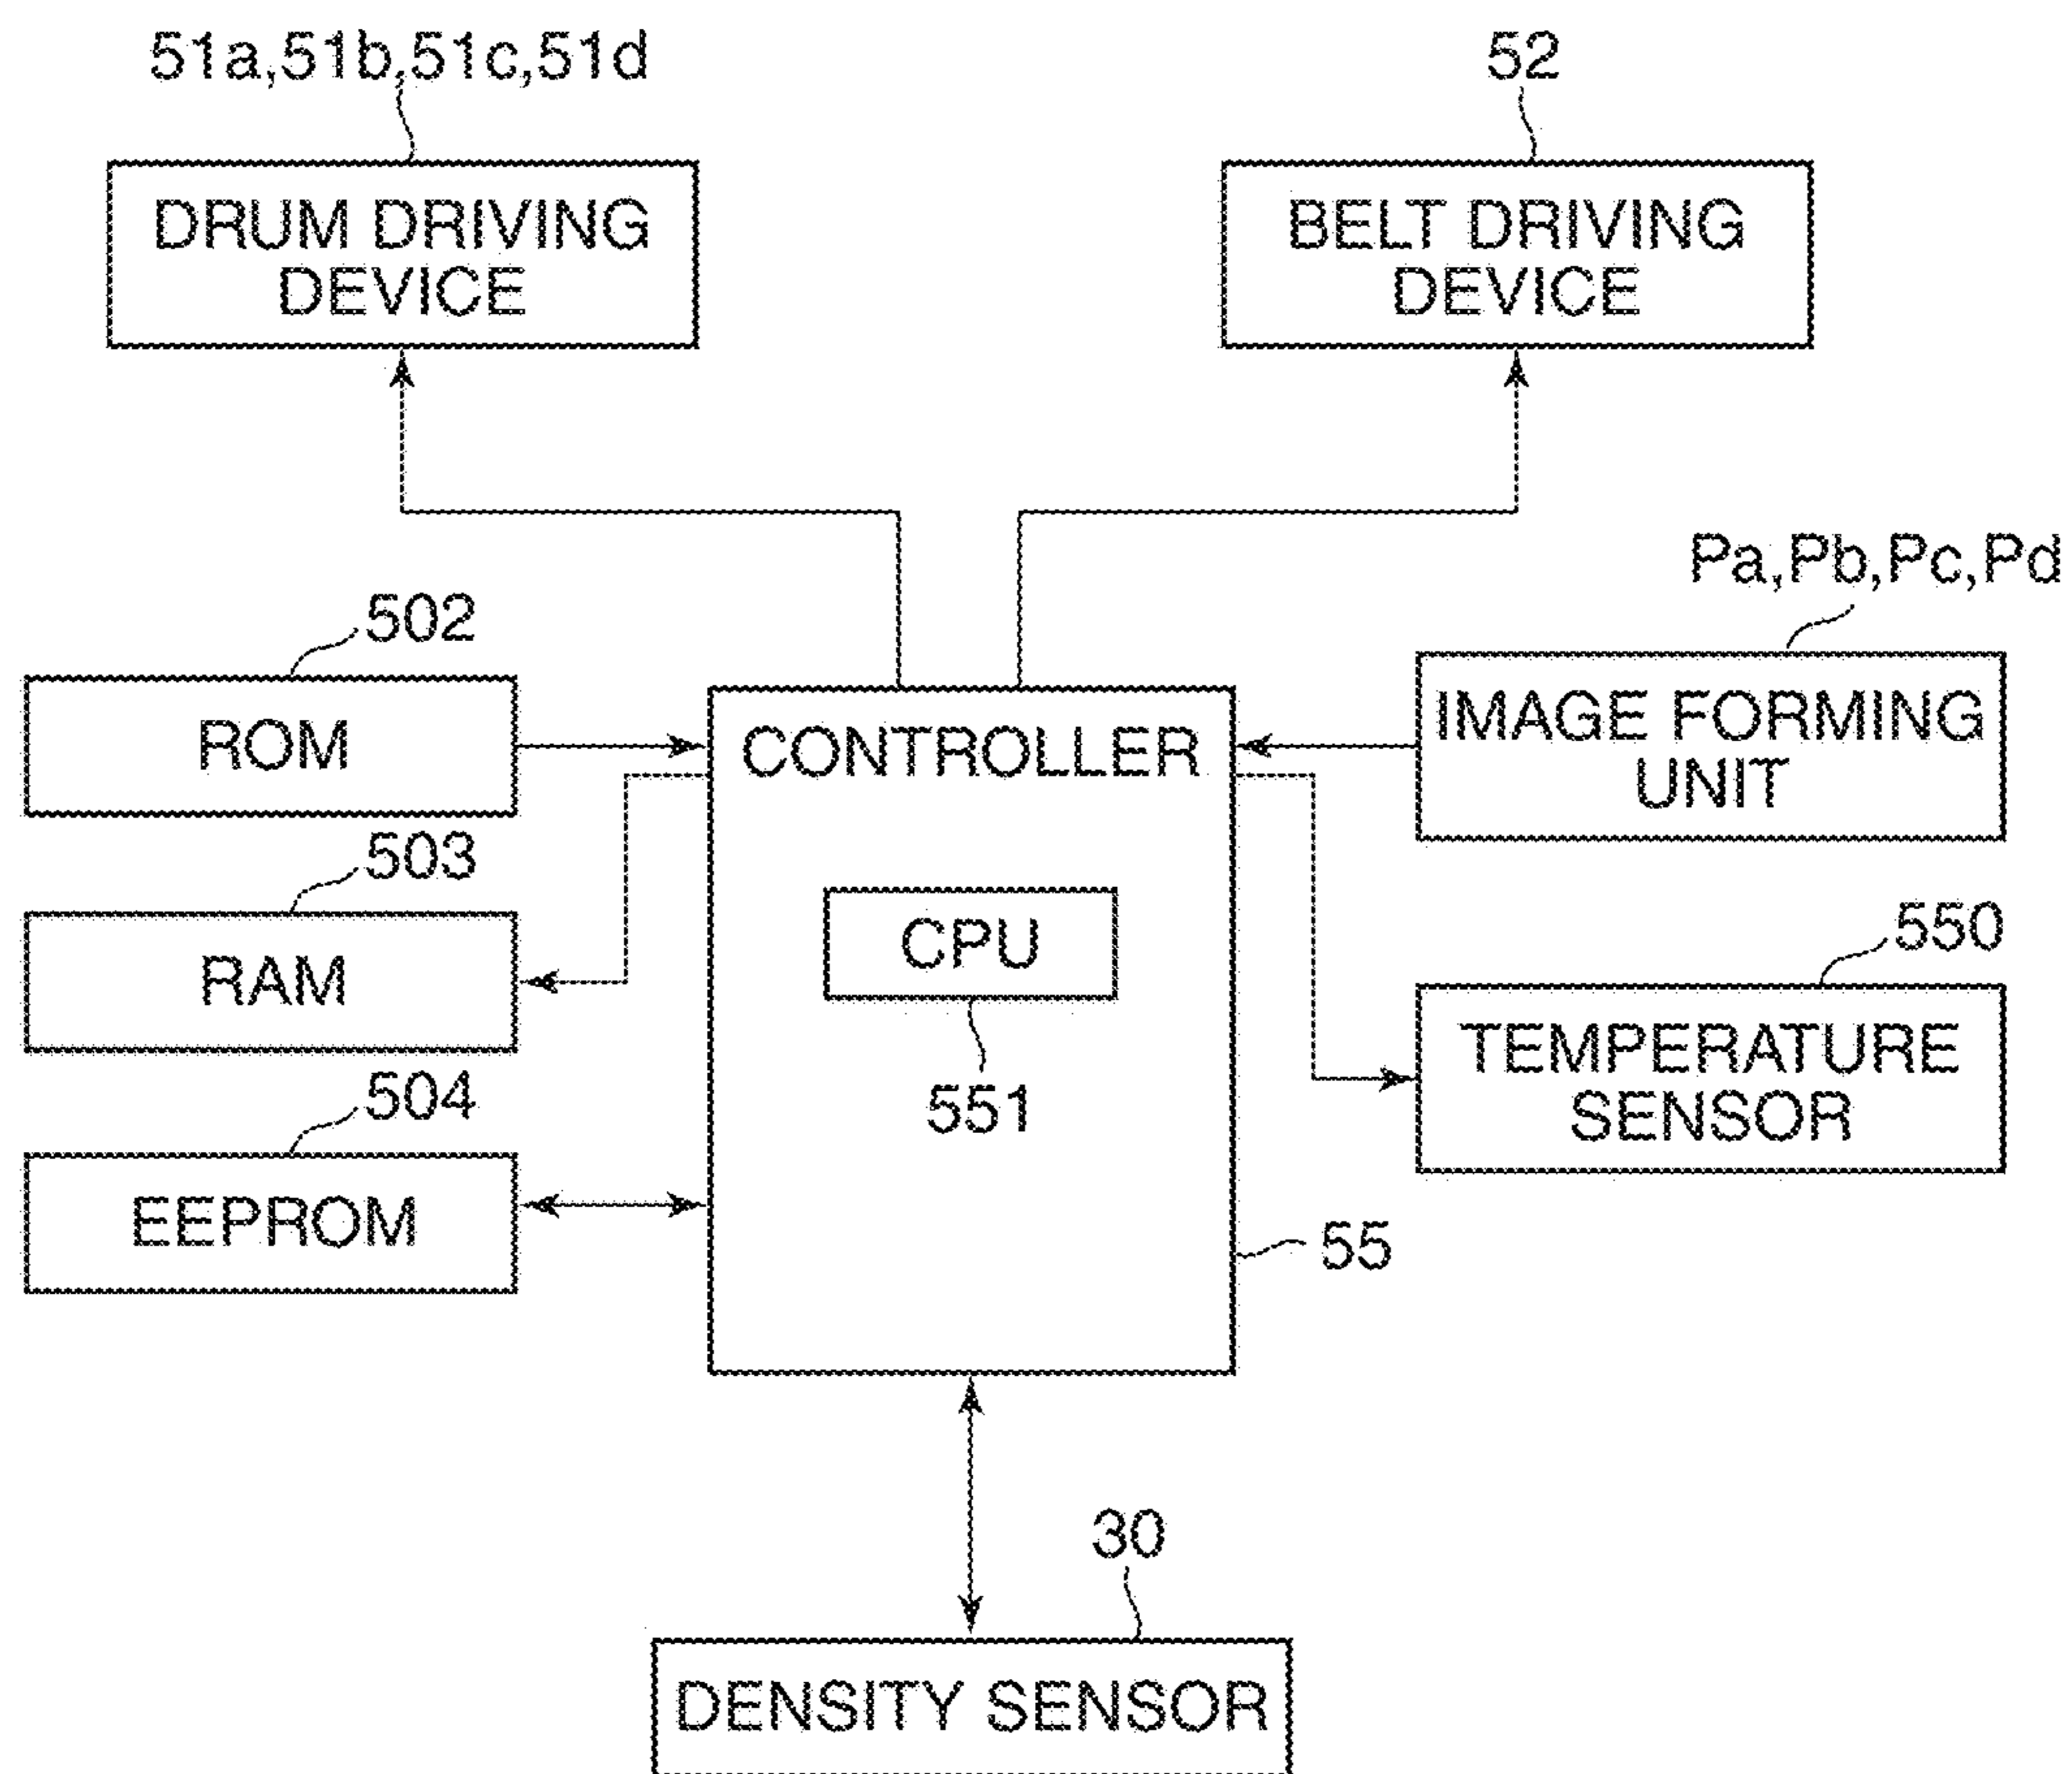 51a,51b,51c,51d
52
DRUM DRIVING
DEVICE
BELT DRIVING
DEVICE
Pa,Pb,Pc,Pd
502
ROM
CONTROLLER
IMAGE FORMING
UNIT
503
RAM
CPU
551
550
TEMPERATURE
SENSOR
504
EEPROM
55
30
DENSITY SENSOR